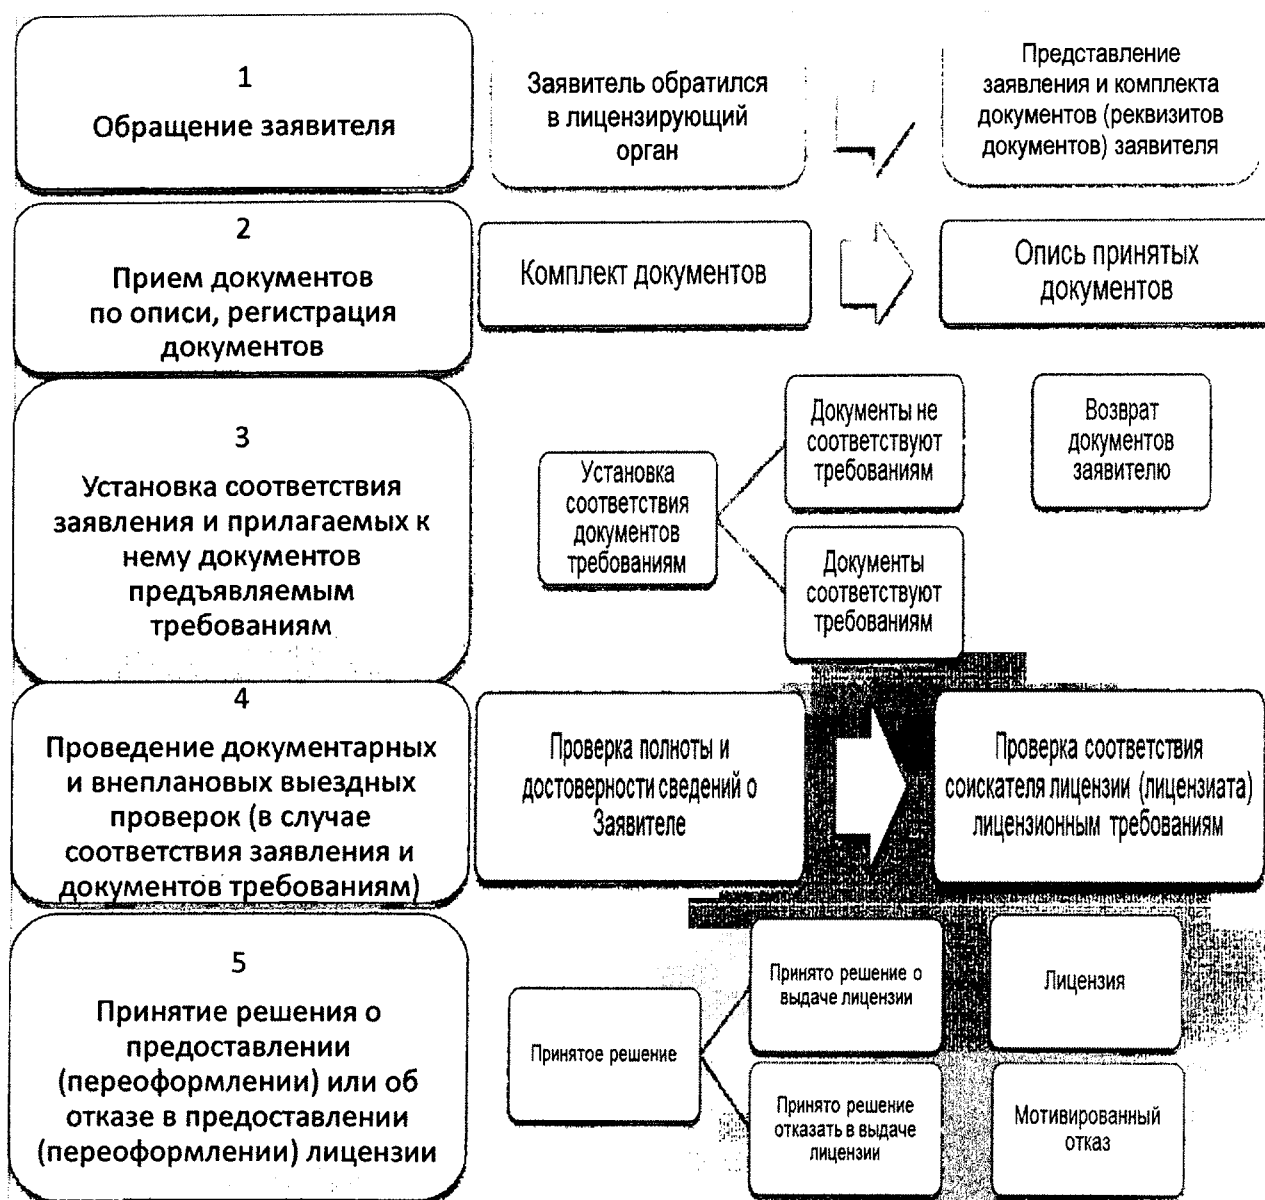 1
Обращение заявителя
Заявитель обратился
в лицензирующий
орган
Представление
заявления и комплекта
документов (реквизитов
документов) заявителя
2
Прием документов
по описи, регистрация
документов
Комплект документов
Опись принятых
документов
3
Установка соответствия
заявления и прилагаемых к
нему документов
предъявляемым
требованиям
Установка
соответствия
документов
требованиям
Документы не
соответствуют
требованиям
Возврат
документов
заявителю
Документы
соответствуют
требованиям
4
Проведение документарных
и внеплановых выездных
проверок (в случае
соответствия заявления и
документов требованиям)
Проверка полноты и
достоверности сведений о
Заявителе
Проверка соответствия
соискателя лицензии (лицензиата)
лицензионным требованиям
5
Принятие решения о
предоставлении
(переоформлении) или об
отказе в предоставлении
(переоформлении) лицензии
Принятое решение
Принято решение о
выдаче лицензии
Лицензия
Принято решение
отказать в выдаче
лицензии
Мотивированный
отказ